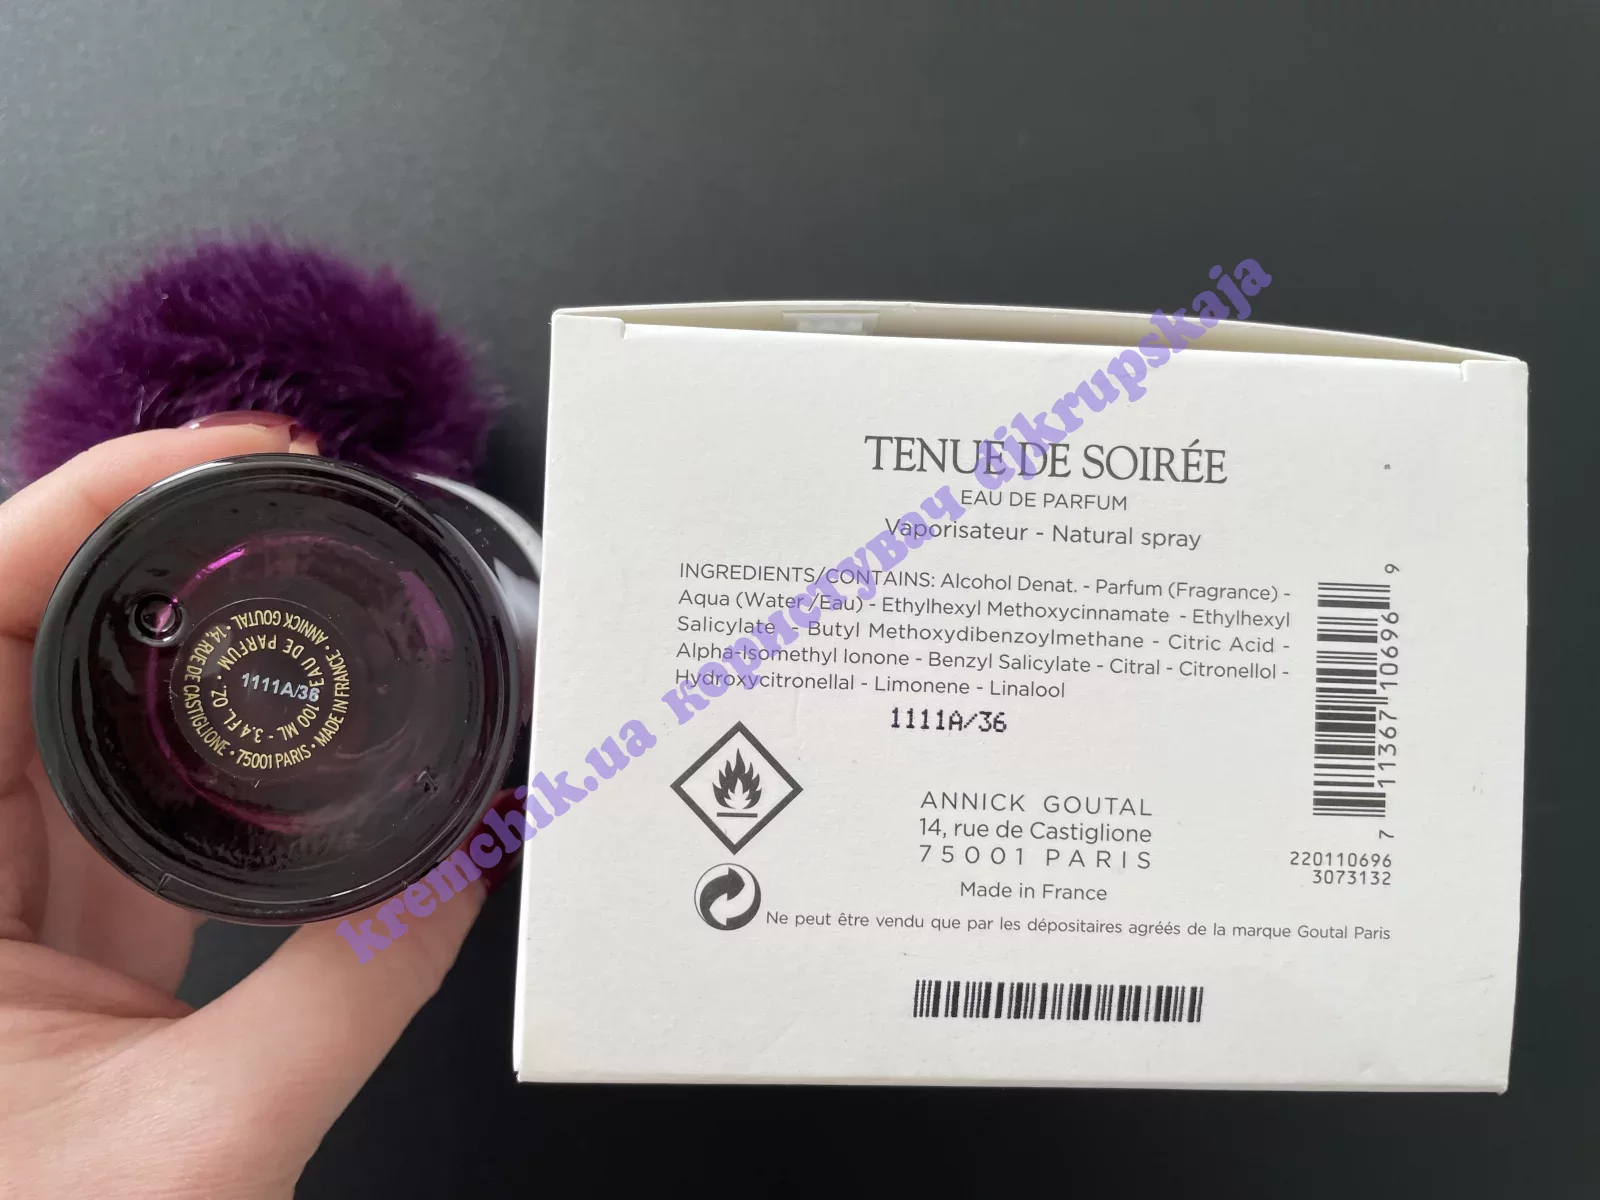 TENUE DE SOIRÉE
EAU DE PARFUM
Vaporisateur - Natural spray
INGREDIENTS/CONTAINS: Alcohol Denat. - Parfum (Fragrance) -
Aqua (Water /Eau) - Ethylhexyl Methoxycinnamate - Ethylhexyl
Salicylate - Butyl Methoxydibenzoylmethane - Citric Acid -
Alpha-Isomethyl Ionone - Benzyl Salicylate - Citral - Citronellol -
Hydroxycitronellal - Limonene - Linalool
1111A/36
ANNICK GOUTAL
14, rue de Castiglione
75001 PARIS
Made in France
Ne peut être vendu que par les dépositaires agréés de la marque Goutal Paris
7 11367 10696 9
220110696
3073132
ANNICK GOUTAL • 14, RUE DE CASTIGLIONE • 75001 PARIS • MADE IN FRANCE •
EAU DE PARFUM • 3.4 FL. OZ. - 100 ML
1111A/36
kremchik.ua користувач djkrupskaja